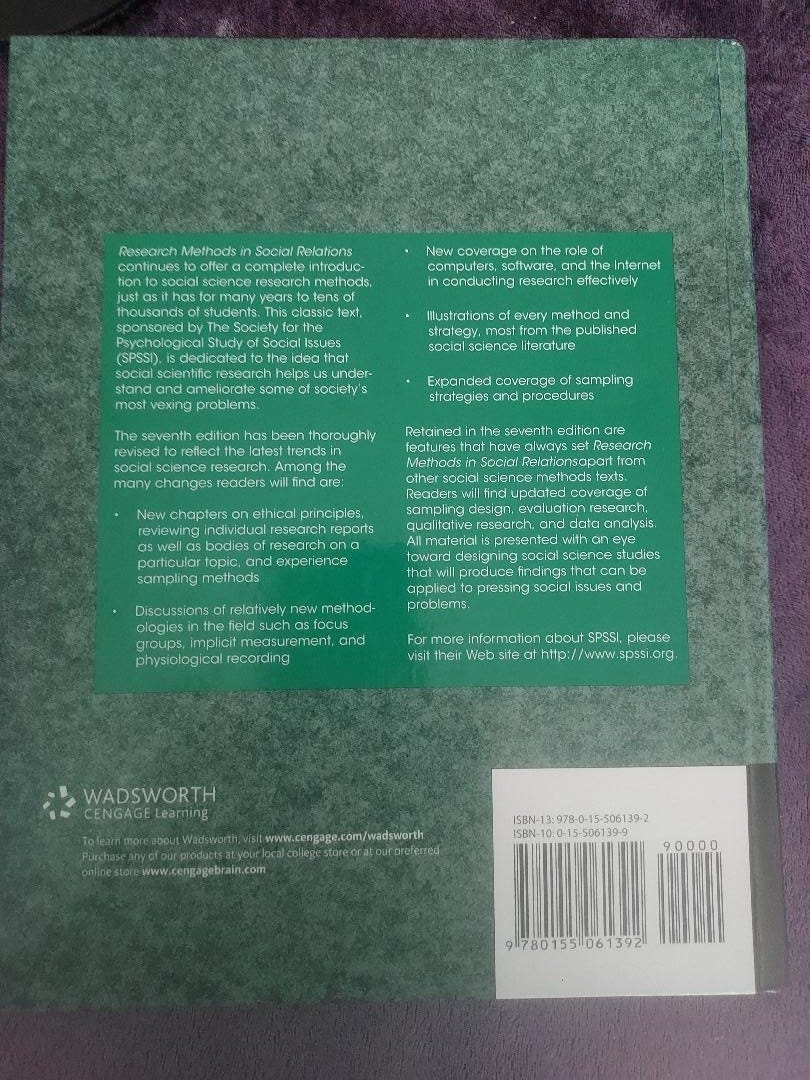 Research Methods in Social Relations
continues to offer a complete introduc-
tion to social science research methods,
just as it has for many years to tens of
thousands of students. This classic text,
sponsored by The Society for the
Psychological Study of Social Issues
(SPSSI), is dedicated to the idea that
social scientific research helps us under-
stand and ameliorate some of society's
most vexing problems.
The seventh edition has been thoroughly
revised to reflect the latest trends in
social science research. Among the
many changes readers will find are:
• New chapters on ethical principles,
reviewing individual research reports
as well as bodies of research on a
particular topic, and experience
sampling methods
• Discussions of relatively new method-
ologies in the field such as focus
groups, implicit measurement, and
physiological recording
• New coverage on the role of
computers, software, and the Internet
in conducting research effectively
• Illustrations of every method and
strategy, most from the published
social science literature
• Expanded coverage of sampling
strategies and procedures
Retained in the seventh edition are
features that have always set Research
Methods in Social Relationsapart from
other social science methods texts.
Readers will find updated coverage of
sampling design, evaluation research,
qualitative research, and data analysis.
All material is presented with an eye
toward designing social science studies
that will produce findings that can be
applied to pressing social issues and
problems.
For more information about SPSSI, please
visit their Web site at http://www.spssi.org.
WADSWORTH
CENGAGE Learning
To learn more about Wadsworth, visit www.cengage.com/wadsworth
Purchase any of our products at your local college store or at our preferred
online store www.cengagebrain.com
ISBN-13: 978-0-15-506139-2
ISBN-10: 0-15-506139-9
90000
9 780155 061392